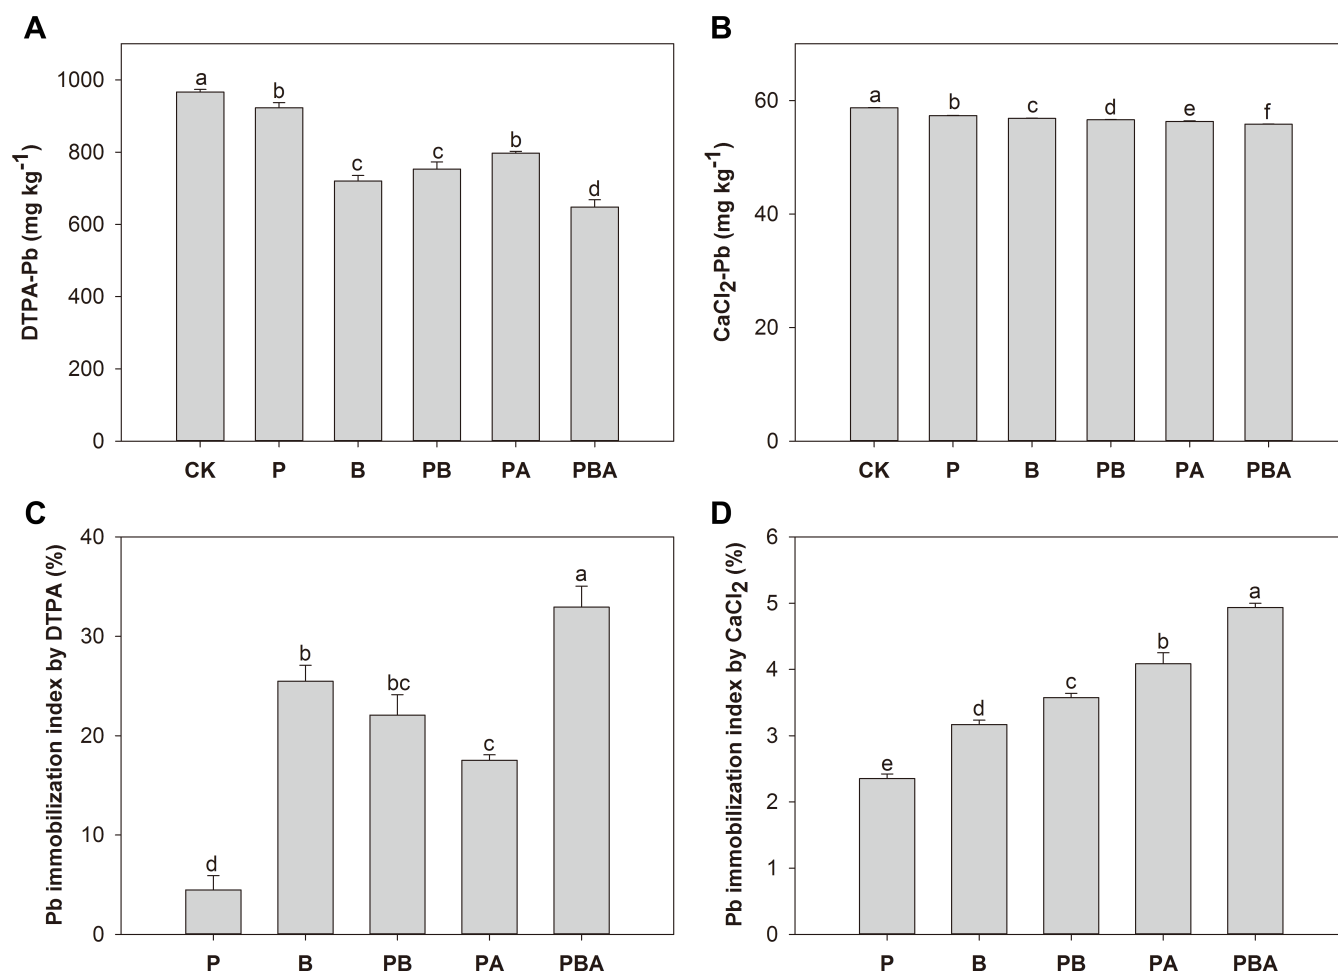 A
DTPA-Pb (mg kg-1)
1000
800
600
400
200
0
a
b
c
c
b
d
CK P B PB PA PBA
B
CaCl2-Pb (mg kg-1)
60
40
20
0
a
b
c
d
e
f
CK P B PB PA PBA
C
Pb immobilization index by DTPA (%)
40
30
20
10
0
d
b
bc
c
a
P B PB PA PBA
D
Pb immobilization index by CaCl2 (%)
6
5
4
3
2
1
0
e
d
c
b
a
P B PB PA PBA